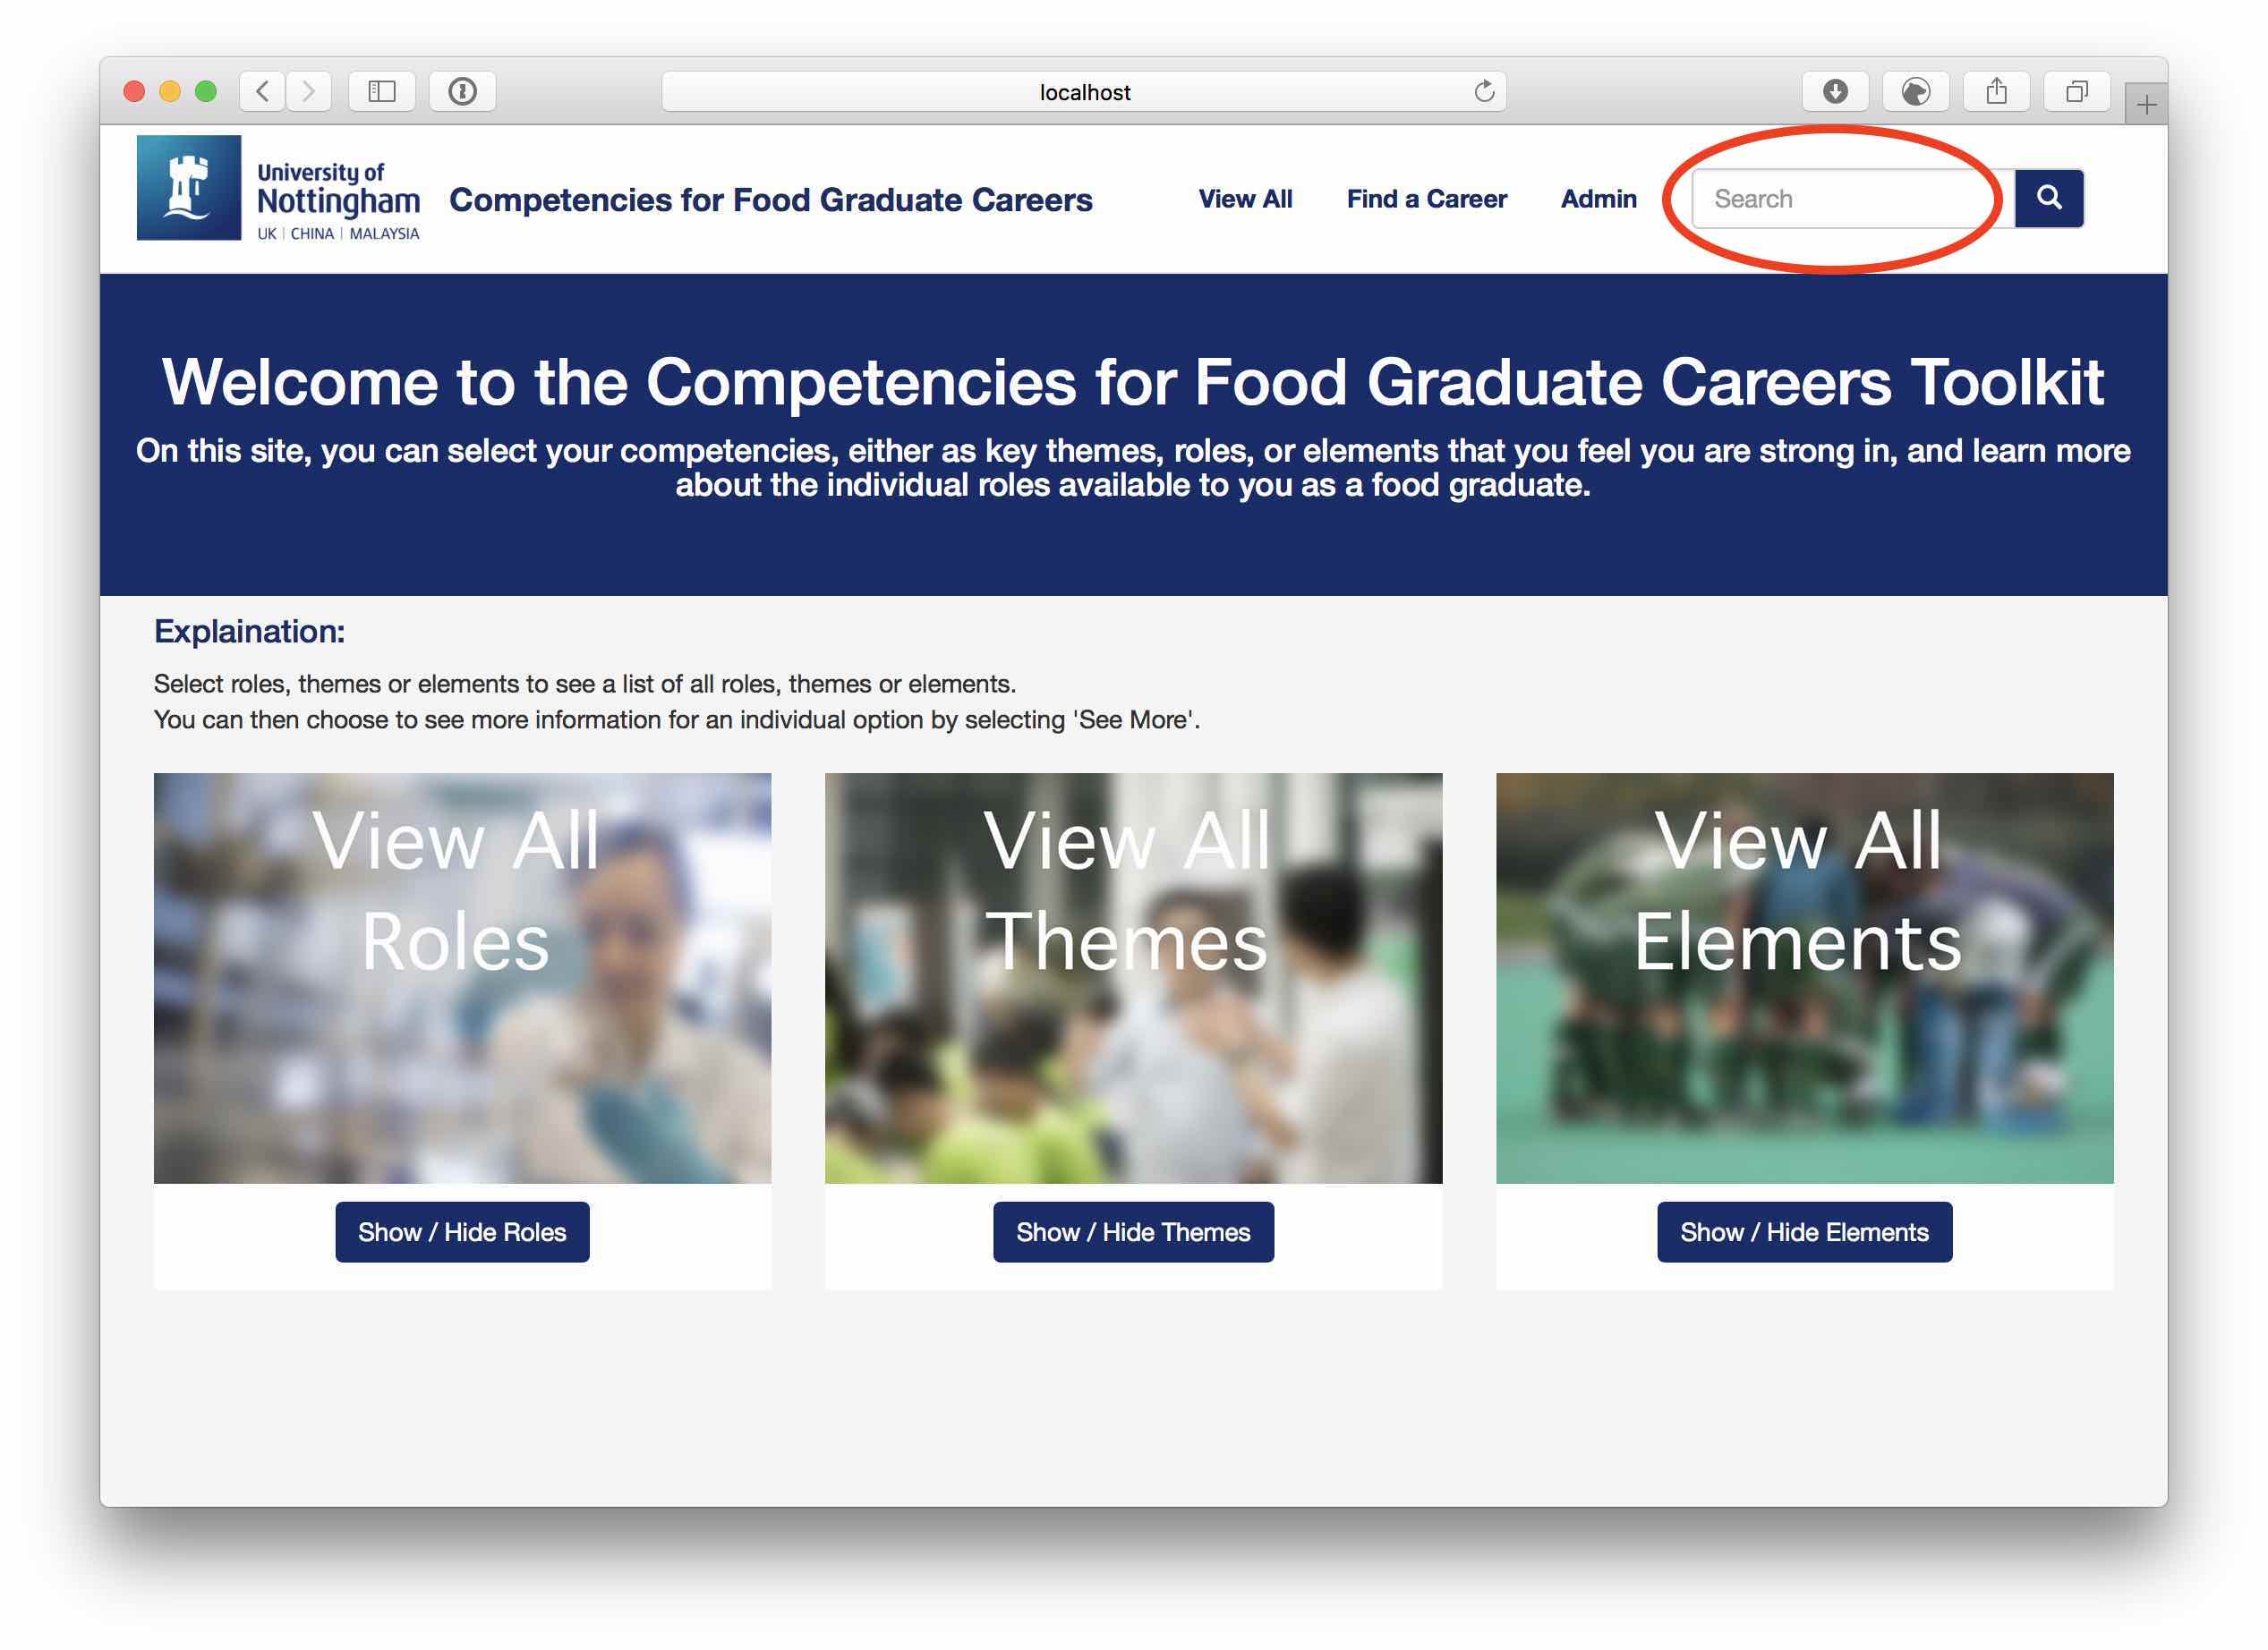 localhost
University of
Nottingham
UK | CHINA | MALAYSIA
Competencies for Food Graduate Careers
View All
Find a Career
Admin
Search
Welcome to the Competencies for Food Graduate Careers Toolkit
On this site, you can select your competencies, either as key themes, roles, or elements that you feel you are strong in, and learn more
about the individual roles available to you as a food graduate.
Explaination:
Select roles, themes or elements to see a list of all roles, themes or elements.
You can then choose to see more information for an individual option by selecting 'See More'.
View All
Roles
Show / Hide Roles
View All
Themes
Show / Hide Themes
View All
Elements
Show / Hide Elements